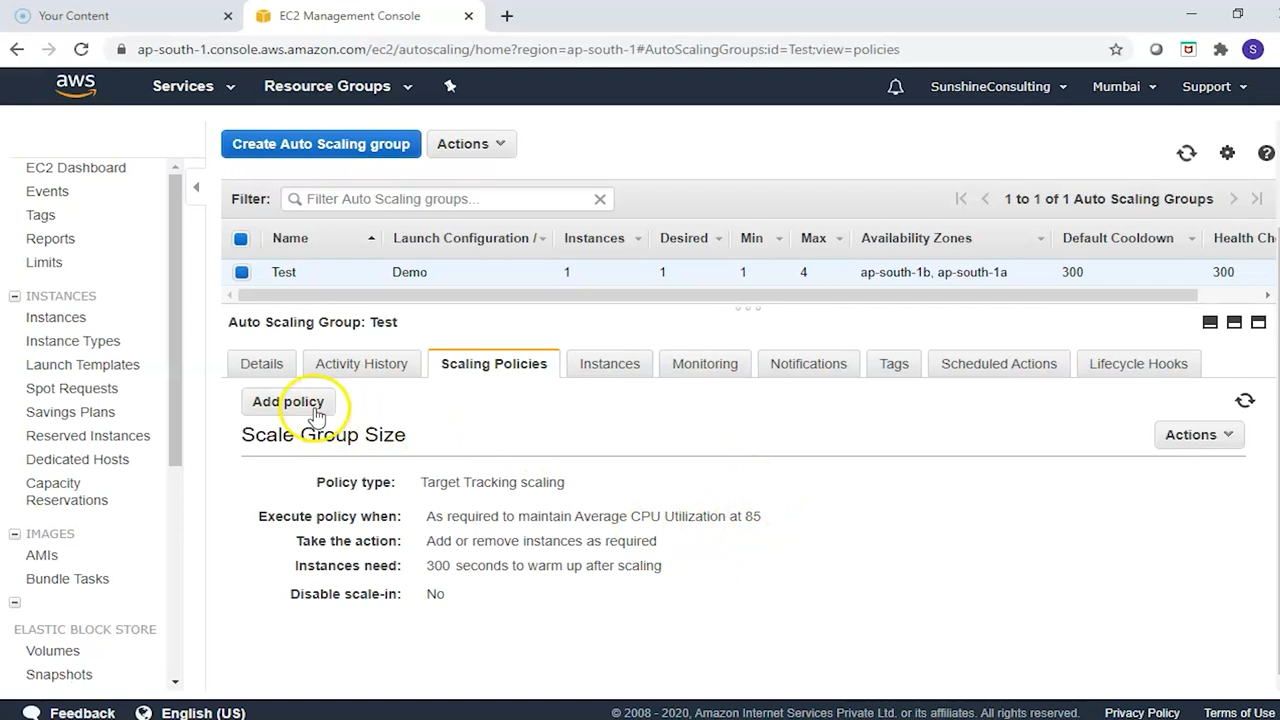 Your Content
EC2 Management Console
ap-south-1.console.aws.amazon.com/ec2/autoscaling/home?region=ap-south-1#AutoScalingGroups:id=Test;view=policies
S
aws
Services
Resource Groups
SunshineConsulting
Mumbai
Support
EC2 Dashboard
Events
Tags
Reports
Limits
INSTANCES
Instances
Instance Types
Launch Templates
Spot Requests
Savings Plans
Reserved Instances
Dedicated Hosts
Capacity
Reservations
IMAGES
AMIs
Bundle Tasks
ELASTIC BLOCK STORE
Volumes
Snapshots
Create Auto Scaling group
Actions
Filter:
Filter Auto Scaling groups...
1 to 1 of 1 Auto Scaling Groups
Name Launch Configuration / Instances Desired Min Max Availability Zones Default Cooldown Health Che
Test Demo 1 1 1 4 ap-south-1b, ap-south-1a 300 300
Auto Scaling Group: Test
Details Activity History Scaling Policies Instances Monitoring Notifications Tags Scheduled Actions Lifecycle Hooks
Add policy
Scale Group Size
Actions
Policy type: Target Tracking scaling
Execute policy when: As required to maintain Average CPU Utilization at 85
Take the action: Add or remove instances as required
Instances need: 300 seconds to warm up after scaling
Disable scale-in: No
Feedback
English (US)
© 2008 - 2020, Amazon Internet Services Private Ltd. or its affiliates. All rights reserved.
Privacy Policy
Terms of Use